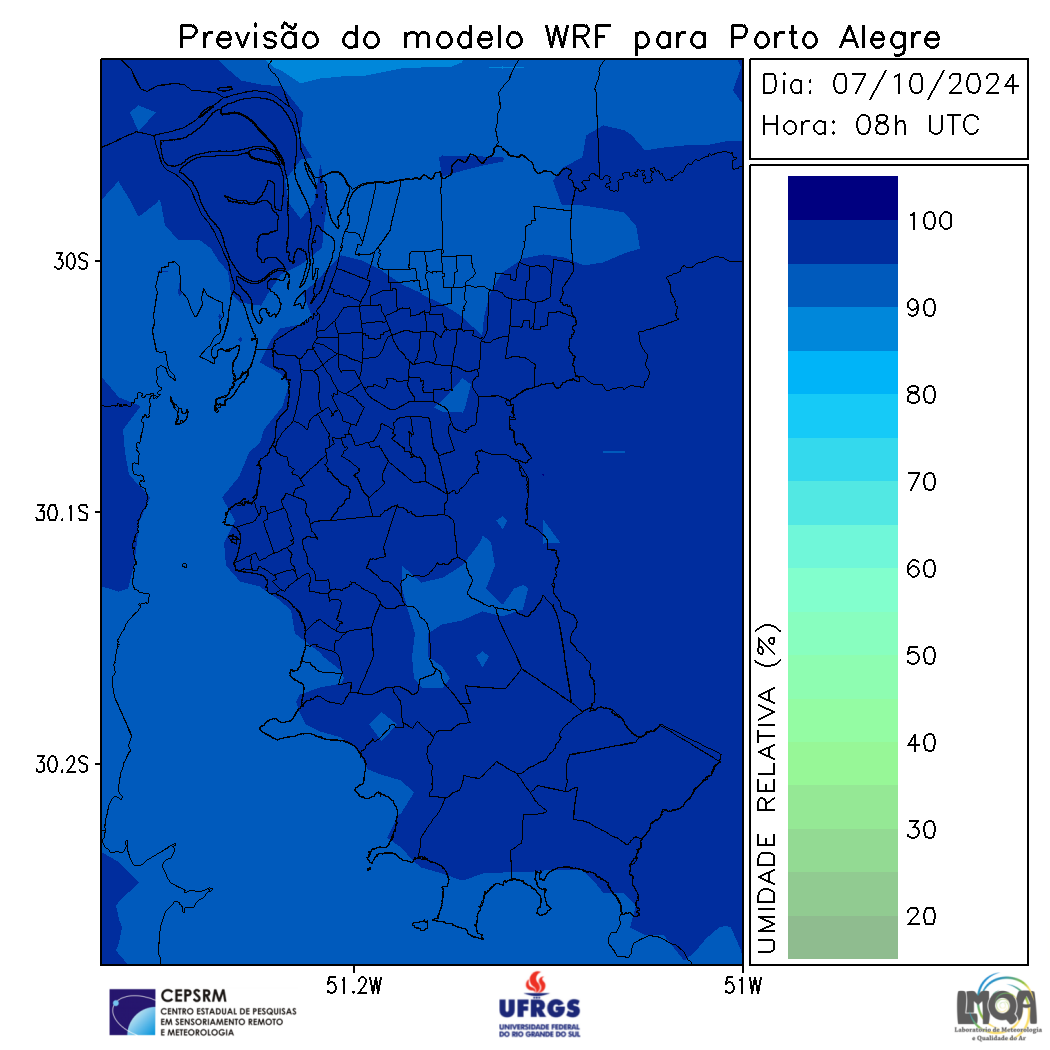 Previsão do modelo WRF para Porto Alegre
Dia: 07/10/2024
Hora: 08h UTC
100
90
80
70
60
50
40
30
20
UMIDADE RELATIVA (%)
30S
30.1S
30.2S
51.2W
51W
CEPSRM
CENTRO ESTADUAL DE PESQUISAS
EM SENSORIAMENTO REMOTO
E METEOROLOGIA
UFRGS
UNIVERSIDADE FEDERAL
DO RIO GRANDE DO SUL
LMQA
Laboratório de Meteorologia
e Qualidade do Ar